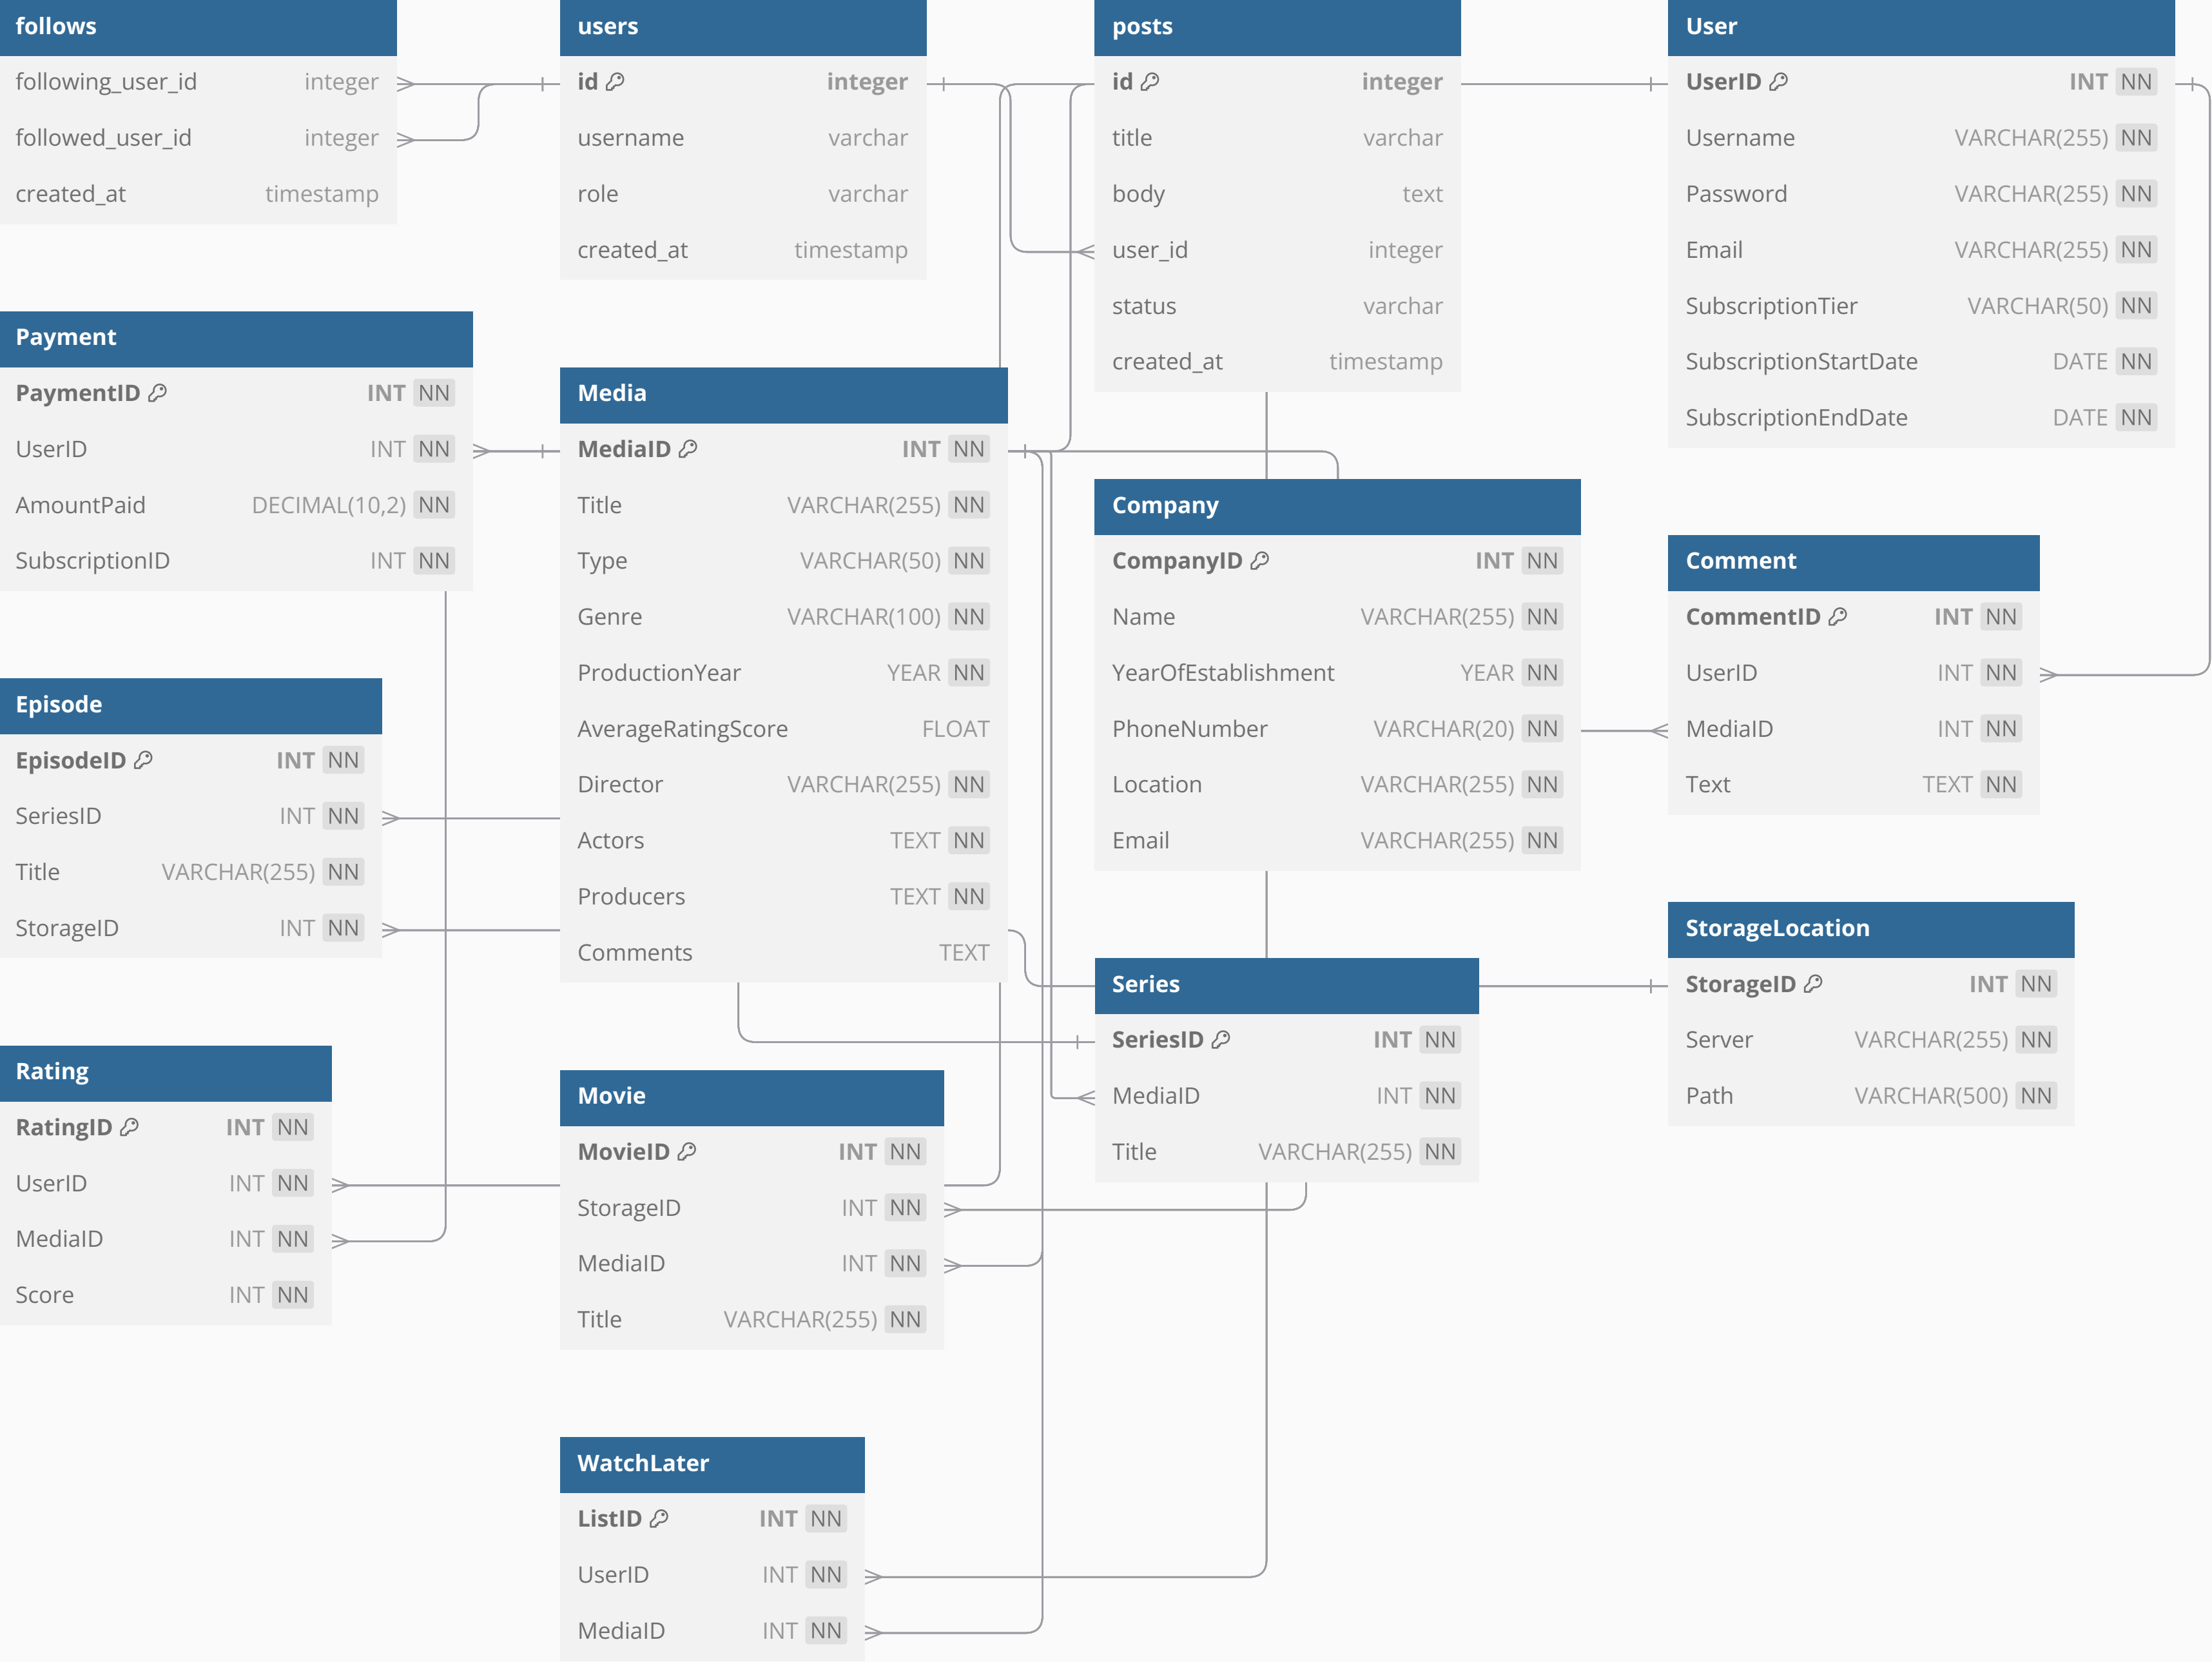 follows
following_user_id integer
followed_user_id integer
created_at timestamp
users
id integer
username varchar
role varchar
created_at timestamp
posts
id integer
title varchar
body text
user_id integer
status varchar
created_at timestamp
User
UserID INT NN
Username VARCHAR(255) NN
Password VARCHAR(255) NN
Email VARCHAR(255) NN
SubscriptionTier VARCHAR(50) NN
SubscriptionStartDate DATE NN
SubscriptionEndDate DATE NN
Payment
PaymentID INT NN
UserID INT NN
AmountPaid DECIMAL(10,2) NN
SubscriptionID INT NN
Media
MediaID INT NN
Title VARCHAR(255) NN
Type VARCHAR(50) NN
Genre VARCHAR(100) NN
ProductionYear YEAR NN
AverageRatingScore FLOAT
Director VARCHAR(255) NN
Actors TEXT NN
Producers TEXT NN
Comments TEXT
Company
CompanyID INT NN
Name VARCHAR(255) NN
YearOfEstablishment YEAR NN
PhoneNumber VARCHAR(20) NN
Location VARCHAR(255) NN
Email VARCHAR(255) NN
Comment
CommentID INT NN
UserID INT NN
MediaID INT NN
Text TEXT NN
Episode
EpisodeID INT NN
SeriesID INT NN
Title VARCHAR(255) NN
StorageID INT NN
Series
SeriesID INT NN
MediaID INT NN
Title VARCHAR(255) NN
StorageLocation
StorageID INT NN
Server VARCHAR(255) NN
Path VARCHAR(500) NN
Rating
RatingID INT NN
UserID INT NN
MediaID INT NN
Score INT NN
Movie
MovieID INT NN
StorageID INT NN
MediaID INT NN
Title VARCHAR(255) NN
WatchLater
ListID INT NN
UserID INT NN
MediaID INT NN